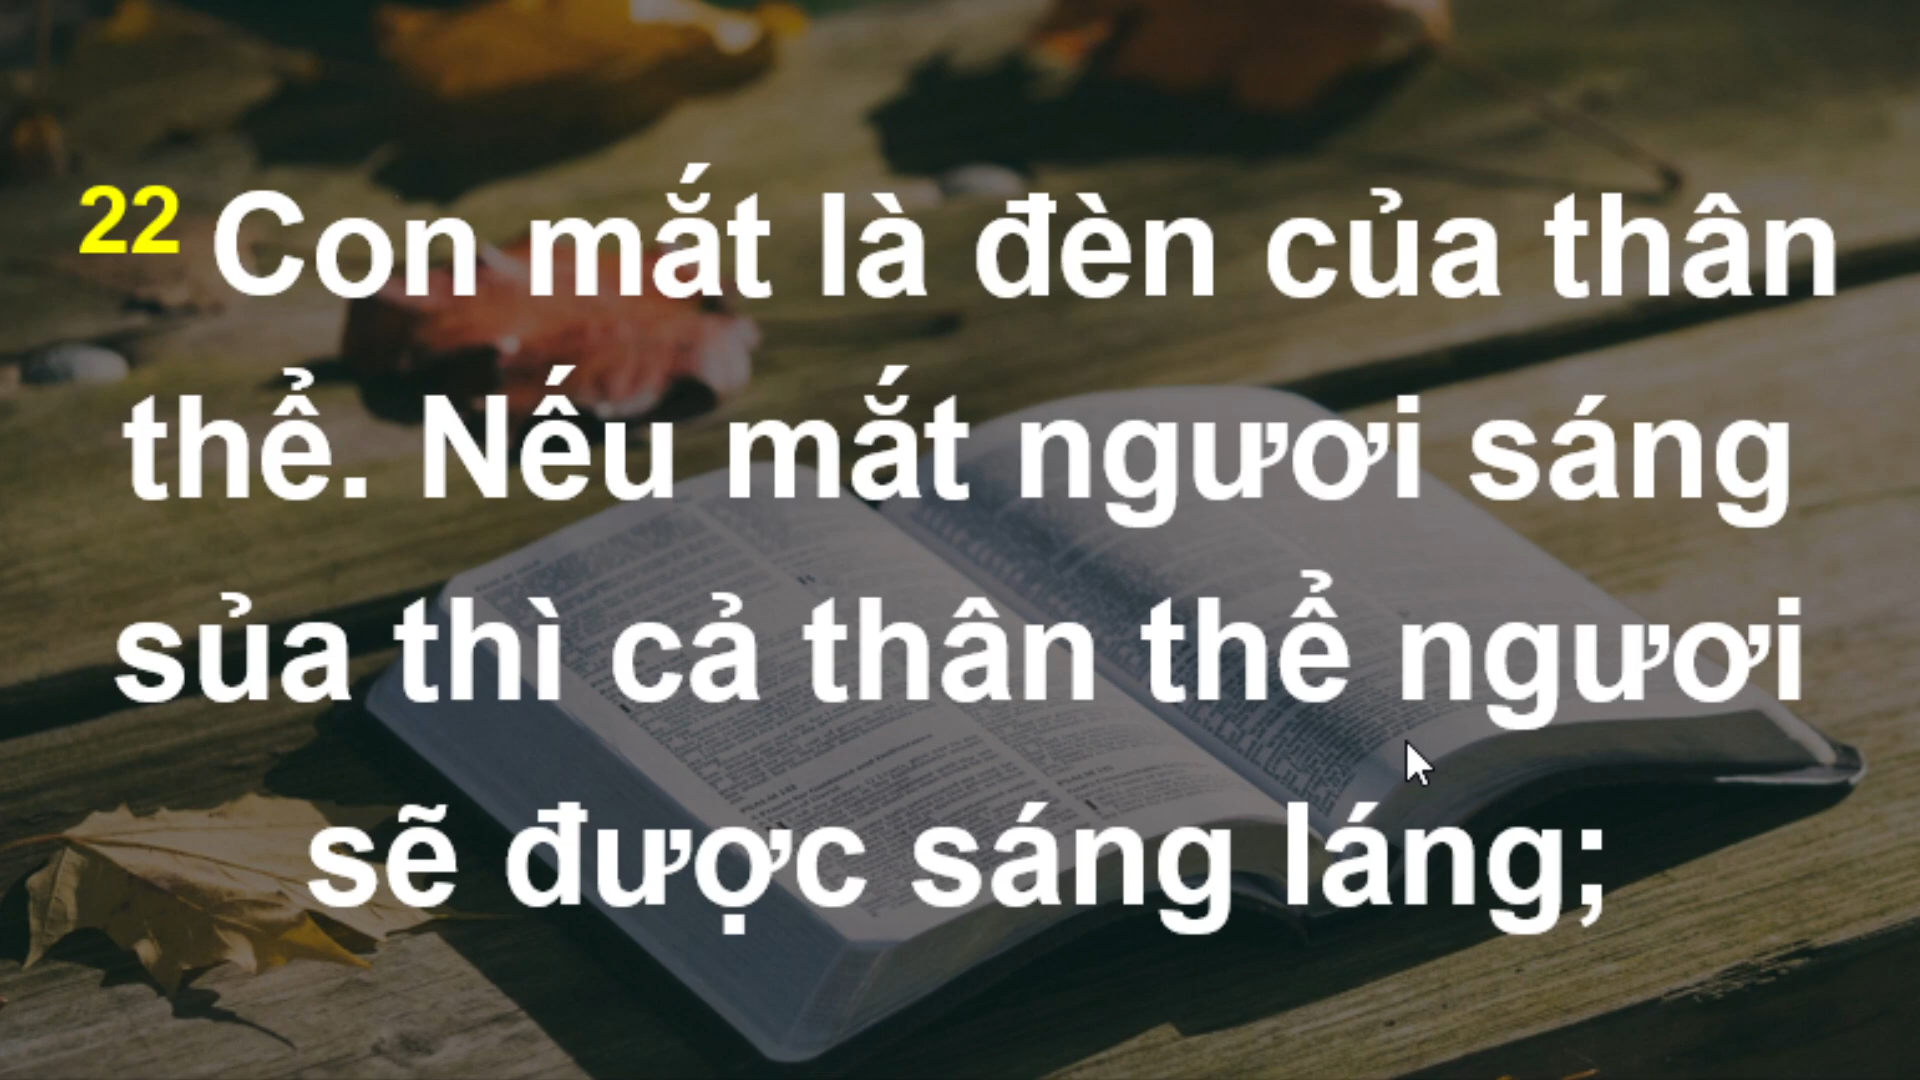 22 Con mắt là đèn của thân
thể. Nếu mắt ngươi sáng
sủa thì cả thân thể ngươi
sẽ được sáng láng;